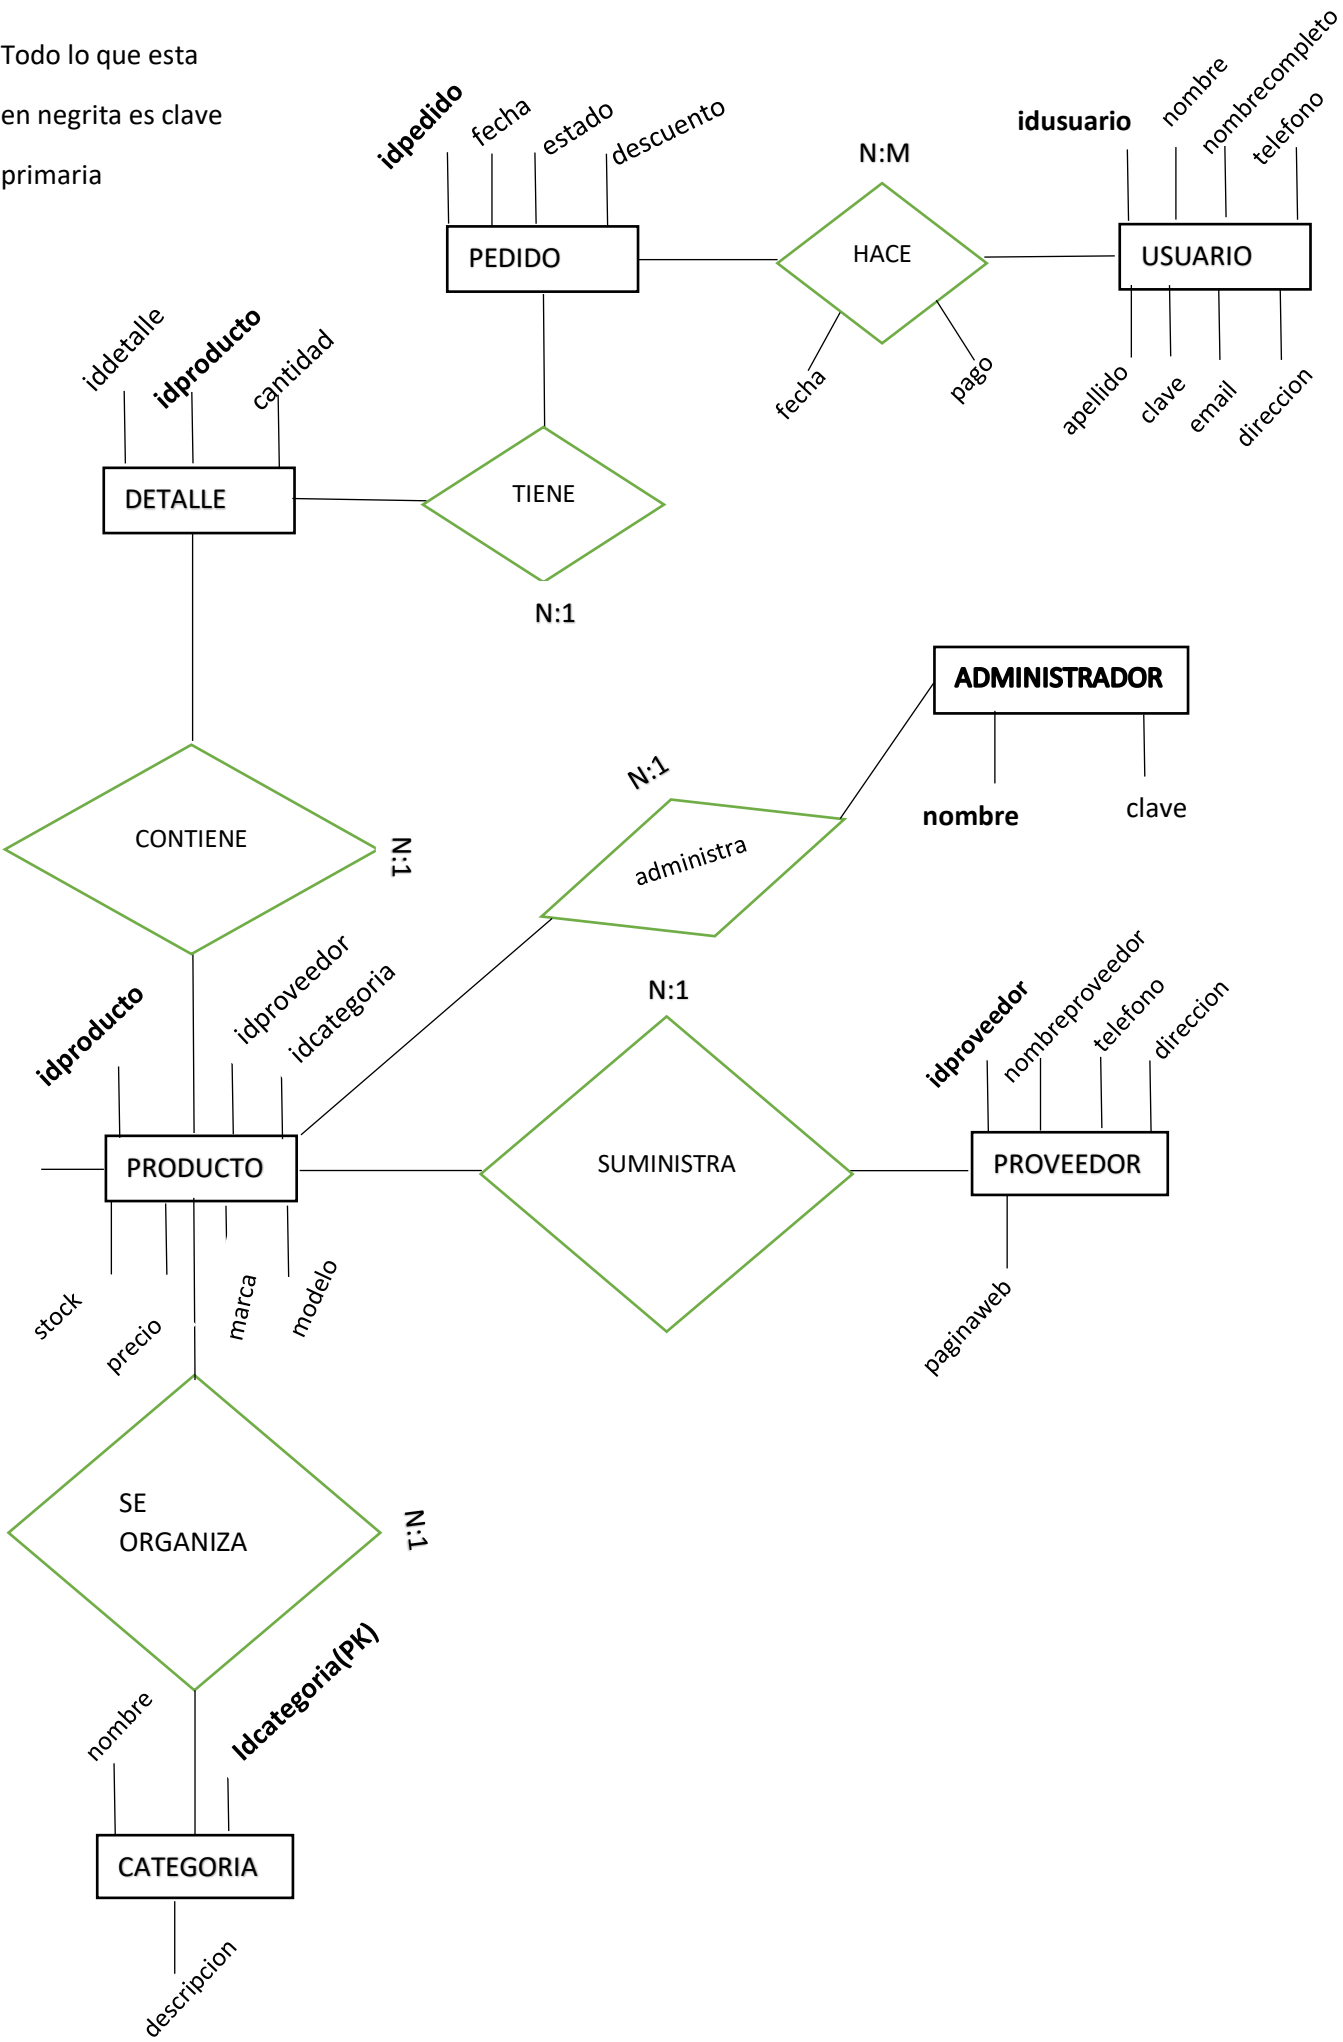 Todo lo que esta
en negrita es clave
primaria
idpedido
fecha
estado
descuento
N:M
idusuario
nombre
nombrecompleto
telefono
PEDIDO
HACE
USUARIO
fecha
pago
apellido
clave
email
direccion
iddetalle
idproducto
cantidad
DETALLE
TIENE
N:1
ADMINISTRADOR
nombre
clave
N:1
administra
CONTIENE
N:1
idproducto
idproveedor
idcategoria
N:1
idproveedor
nombreproveedor
telefono
direccion
PRODUCTO
SUMINISTRA
PROVEEDOR
stock
precio
marca
modelo
paginaweb
SE
ORGANIZA
N:1
nombre
Idcategoria(PK)
CATEGORIA
descripcion